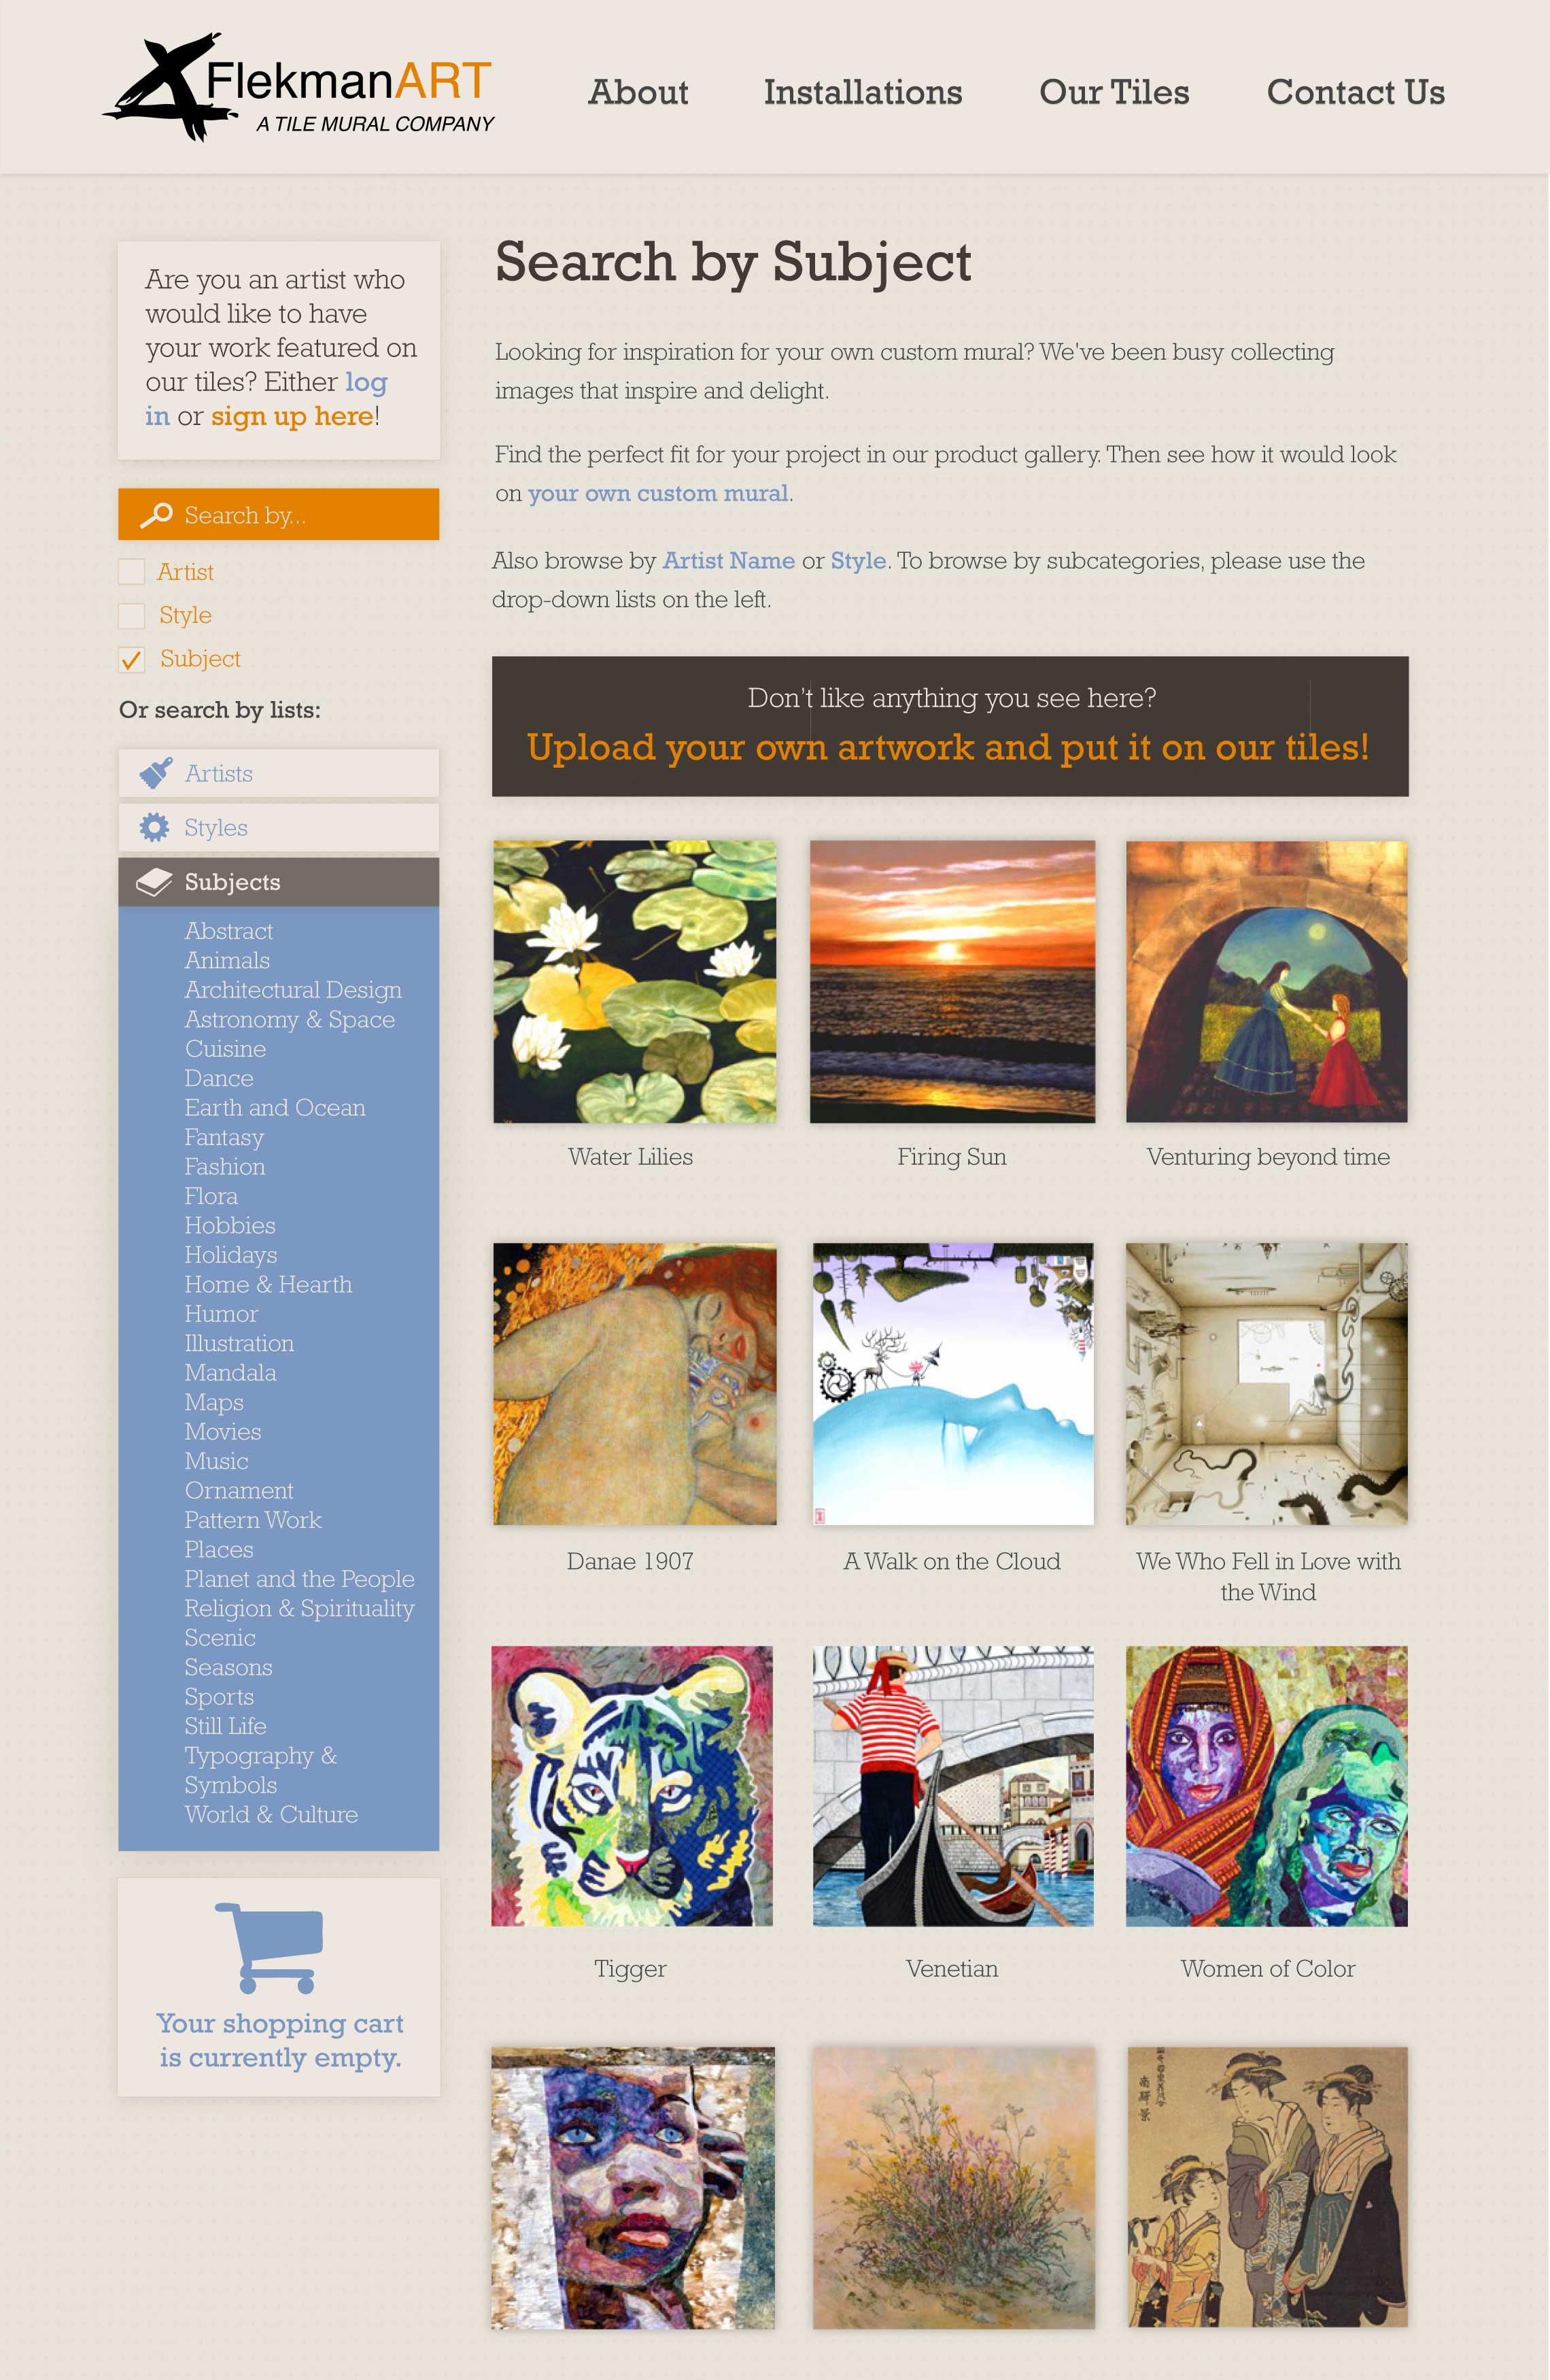 FlekmanART
A TILE MURAL COMPANY
About
Installations
Our Tiles
Contact Us
Are you an artist who
would like to have
your work featured on
our tiles? Either log
in or sign up here!
Search by...
Artist
Style
Subject
Or search by lists:
Artists
Styles
Subjects
Abstract
Animals
Architectural Design
Astronomy & Space
Cuisine
Dance
Earth and Ocean
Fantasy
Fashion
Flora
Hobbies
Holidays
Home & Hearth
Humor
Illustration
Mandala
Maps
Movies
Music
Ornament
Pattern Work
Places
Planet and the People
Religion & Spirituality
Scenic
Seasons
Sports
Still Life
Typography &
Symbols
World & Culture
Your shopping cart
is currently empty.
Search by Subject
Looking for inspiration for your own custom mural? We've been busy collecting
images that inspire and delight.
Find the perfect fit for your project in our product gallery. Then see how it would look
on your own custom mural.
Also browse by Artist Name or Style. To browse by subcategories, please use the
drop-down lists on the left.
Don't like anything you see here?
Upload your own artwork and put it on our tiles!
Water Lilies
Firing Sun
Venturing beyond time
Danae 1907
A Walk on the Cloud
We Who Fell in Love with
the Wind
Tigger
Venetian
Women of Color